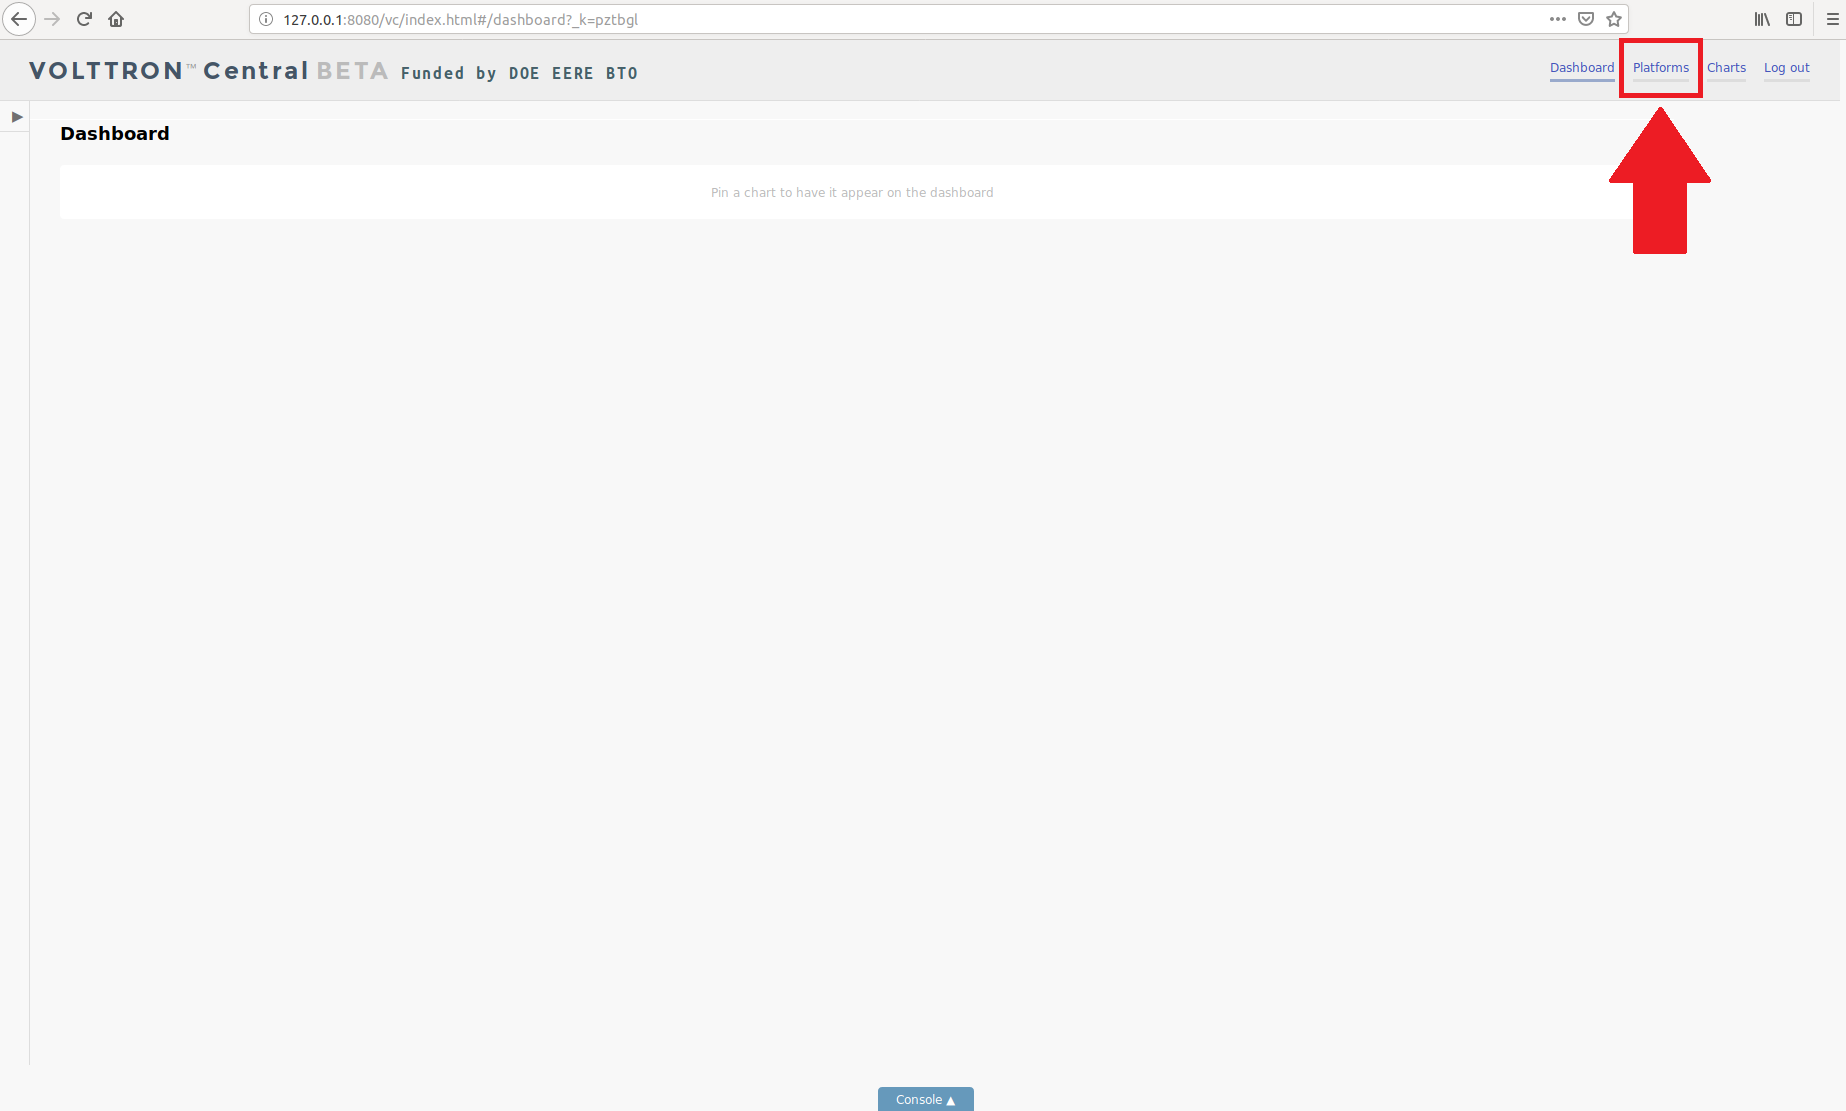 127.0.0.1:8080/vc/index.html#/dashboard?_k=pztbgl
VOLTTRON™ Central BETA Funded by DOE EERE BTO
Dashboard Platforms Charts Log out
Dashboard
Pin a chart to have it appear on the dashboard
Console ▲